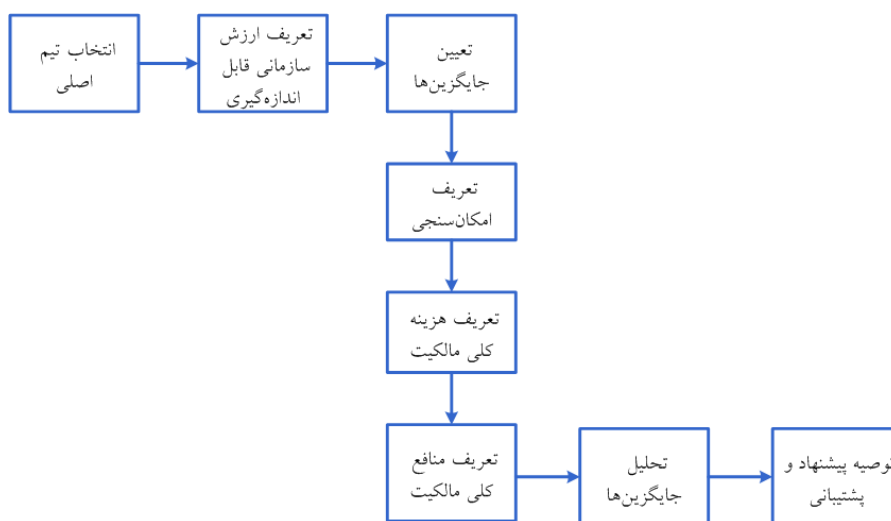 انتخاب تیم
اصلی
تعریف ارزش
سازمانی قابل
اندازه‌گیری
تعیین
جایگزین‌ها
تعریف
امکان‌سنجی
تعریف هزینه
کلی مالکیت
تعریف منافع
کلی مالکیت
تحلیل
جایگزین‌ها
توصیه پیشنهاد و
پشتیبانی